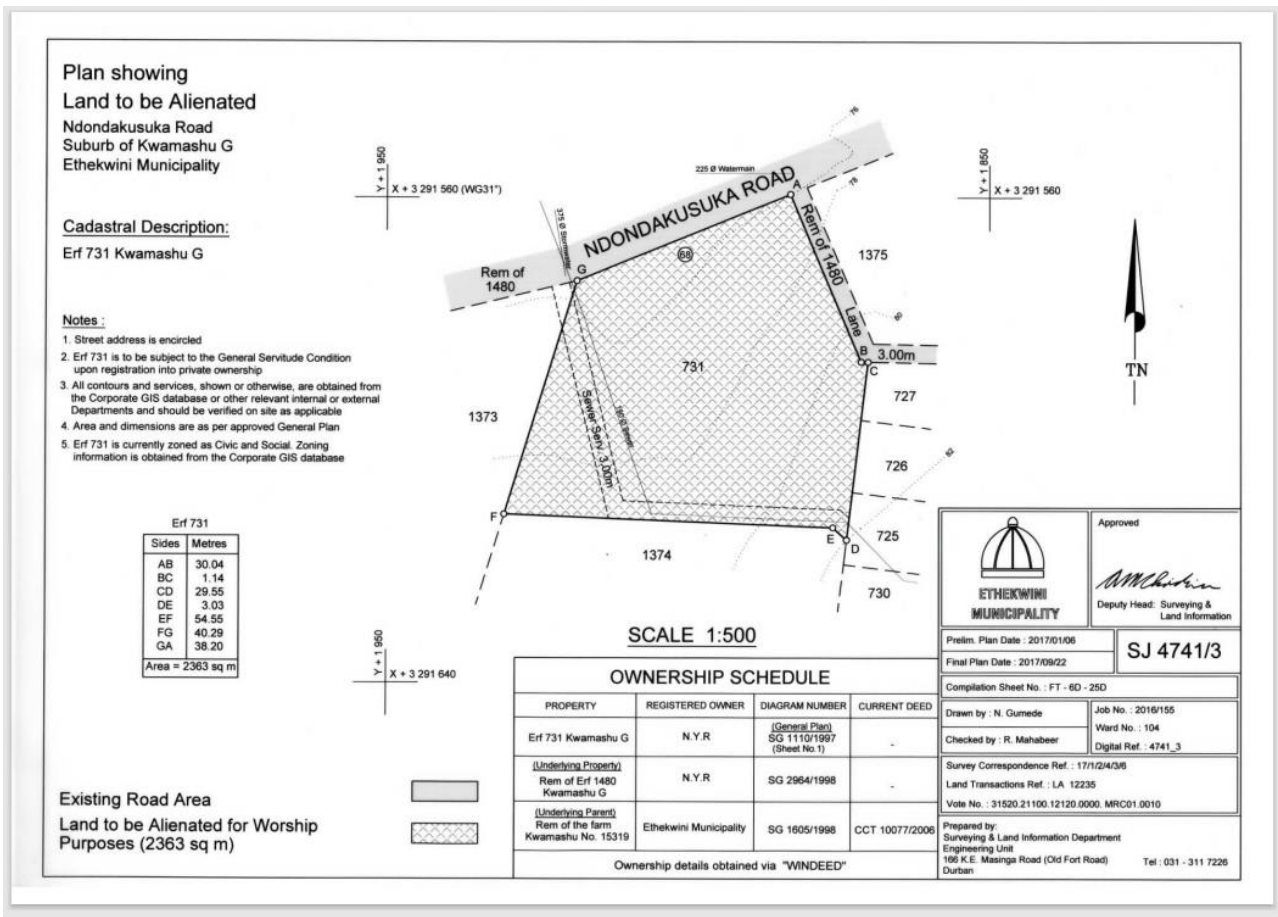 Plan showing
Land to be Alienated
Ndondakusuka Road
Suburb of Kwamashu G
Ethekwini Municipality
Cadastral Description:
Erf 731 Kwamashu G
Notes :
1. Street address is encircled
2. Erf 731 is to be subject to the General Servitude Condition
upon registration into private ownership
3. All contours and services, shown or otherwise, are obtained from
the Corporate GIS database or other relevant internal or external
Departments and should be verified on site as applicable
4. Area and dimensions are as per approved General Plan
5. Erf 731 is currently zoned as Civic and Social. Zoning
information is obtained from the Corporate GIS database
Erf 731
Sides Metres
AB 30.04
BC 1.14
CD 29.55
DE 3.03
EF 54.55
FG 40.29
GA 38.20
Area = 2363 sq m
Y + 1 950
X + 3 291 560 (WG31°)
Y + 1 850
X + 3 291 560
Y + 1 950
X + 3 291 640
225 Ø Watermain
NDONDAKUSUKA ROAD
375 Ø Stormwater
Rem of
1480
Rem of 1480
Lane
3.00m
68
731
1375
1373
1374
727
726
725
730
Sewer Serv. 3.00m
160 Ø Sewer
A
B
C
D
E
F
G
76
78
80
82
TN
SCALE 1:500
Existing Road Area
Land to be Alienated for Worship
Purposes (2363 sq m)
OWNERSHIP SCHEDULE
PROPERTY REGISTERED OWNER DIAGRAM NUMBER CURRENT DEED
Erf 731 Kwamashu G N.Y.R (General Plan) SG 1110/1997 (Sheet No.1) -
(Underlying Property) Rem of Erf 1480 Kwamashu G N.Y.R SG 2964/1998 -
(Underlying Parent) Rem of the farm Kwamashu No. 15319 Ethekwini Municipality SG 1605/1998 CCT 10077/2006
Ownership details obtained via "WINDEED"
ETHEKWINI
MUNICIPALITY
Approved
Deputy Head: Surveying &
Land Information
Prelim. Plan Date : 2017/01/06
Final Plan Date : 2017/09/22
SJ 4741/3
Compilation Sheet No. : FT - 6D - 25D
Drawn by : N. Gumede
Checked by : R. Mahabeer
Job No. : 2016/155
Ward No. : 104
Digital Ref. : 4741_3
Survey Correspondence Ref. : 17/1/2/4/3/6
Land Transactions Ref. : LA 12235
Vote No. : 31520.21100.12120.0000. MRC01.0010
Prepared by:
Surveying & Land Information Department
Engineering Unit
166 K.E. Masinga Road (Old Fort Road)
Durban
Tel : 031 - 311 7226